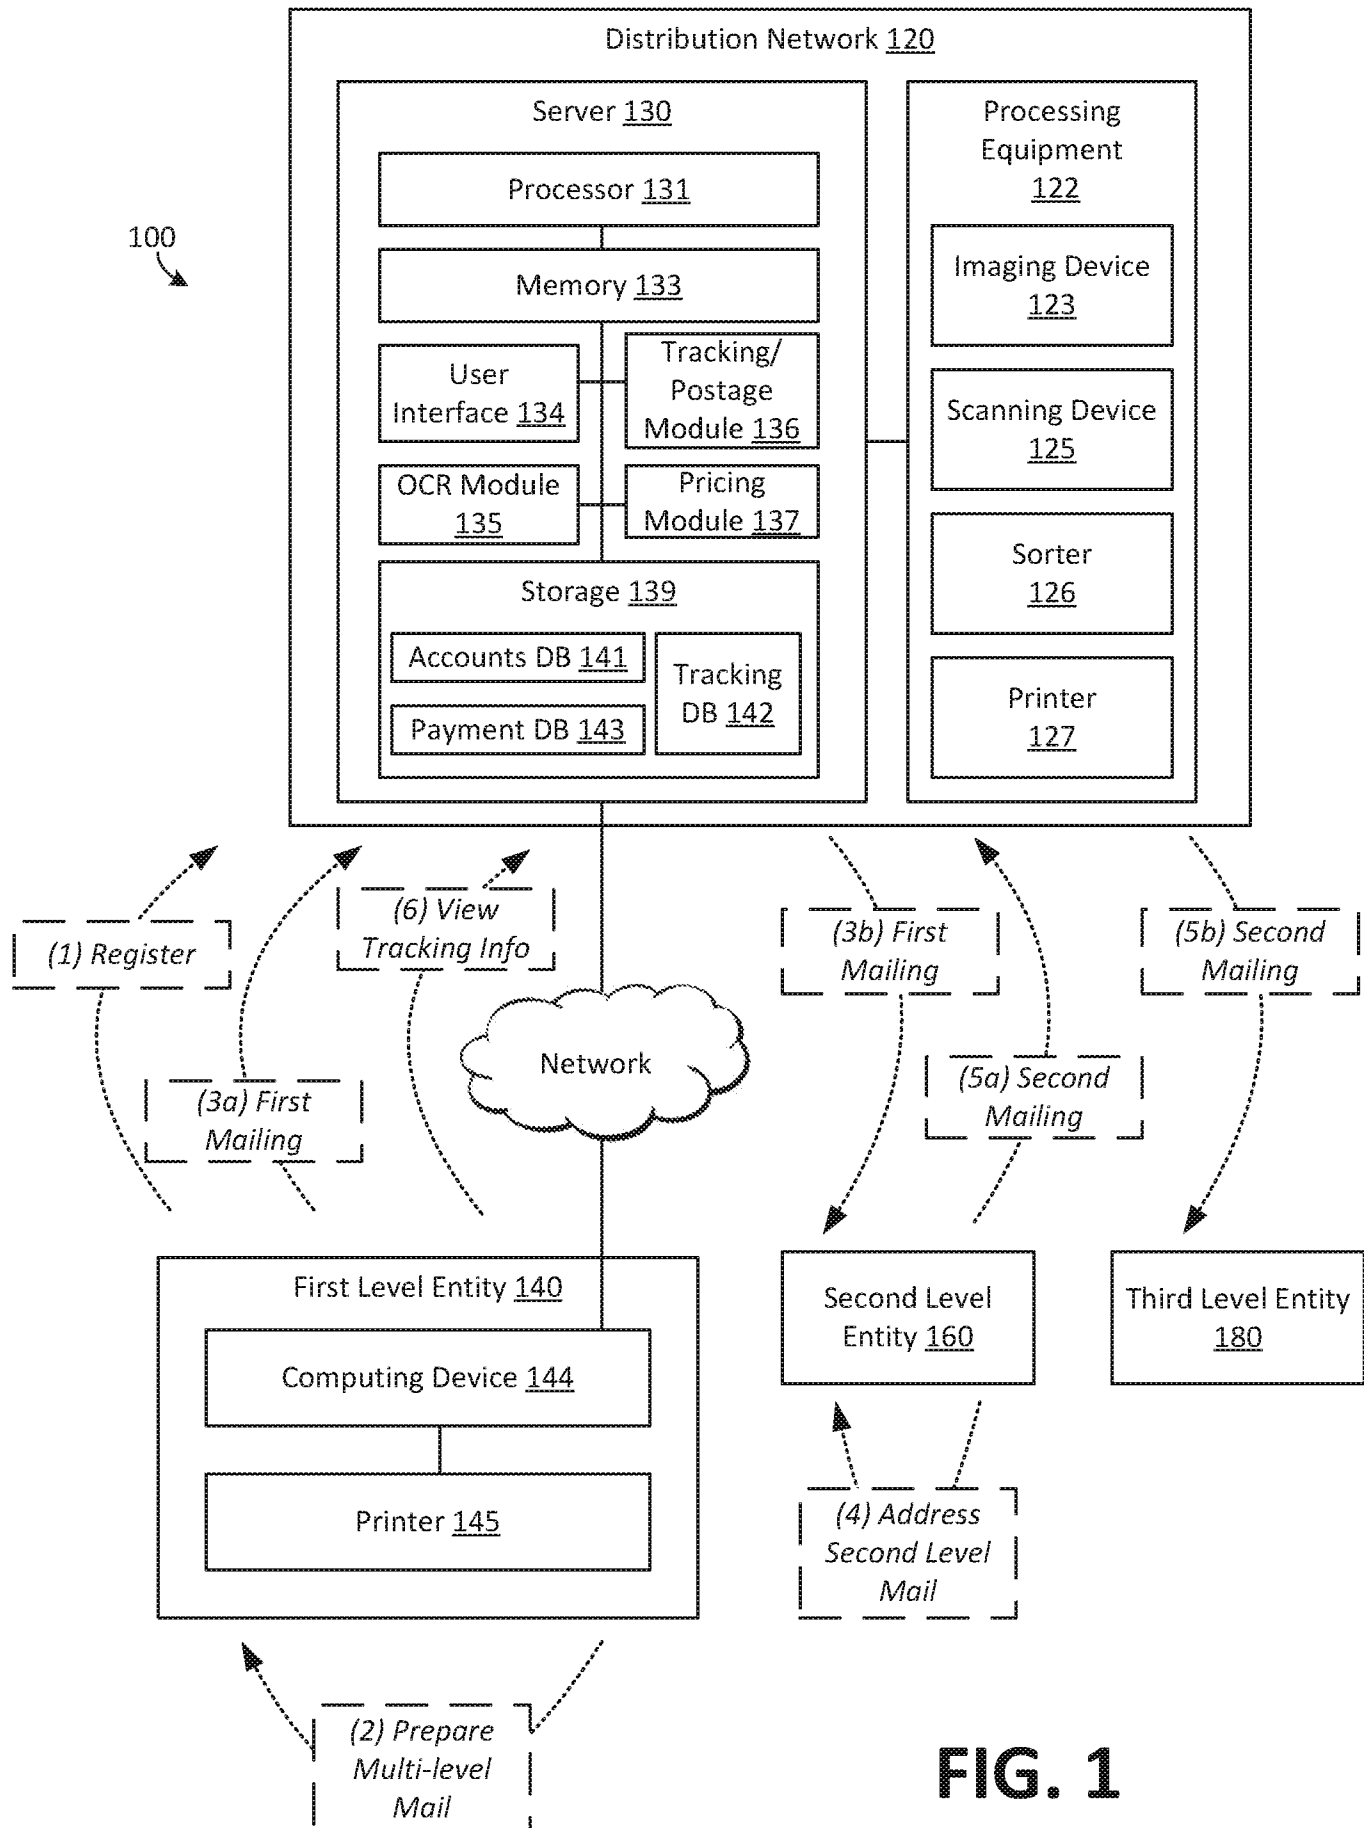 Distribution Network 120
Server 130
Processor 131
Memory 133
User
Interface 134
Tracking/
Postage
Module 136
OCR Module
135
Pricing
Module 137
Storage 139
Accounts DB 141
Payment DB 143
Tracking
DB 142
Processing
Equipment
122
Imaging Device
123
Scanning Device
125
Sorter
126
Printer
127
100
(1) Register
(3a) First
Mailing
(6) View
Tracking Info
Network
(3b) First
Mailing
(5a) Second
Mailing
(5b) Second
Mailing
First Level Entity 140
Computing Device 144
Printer 145
Second Level
Entity 160
Third Level Entity
180
(4) Address
Second Level
Mail
(2) Prepare
Multi-level
Mail
FIG. 1